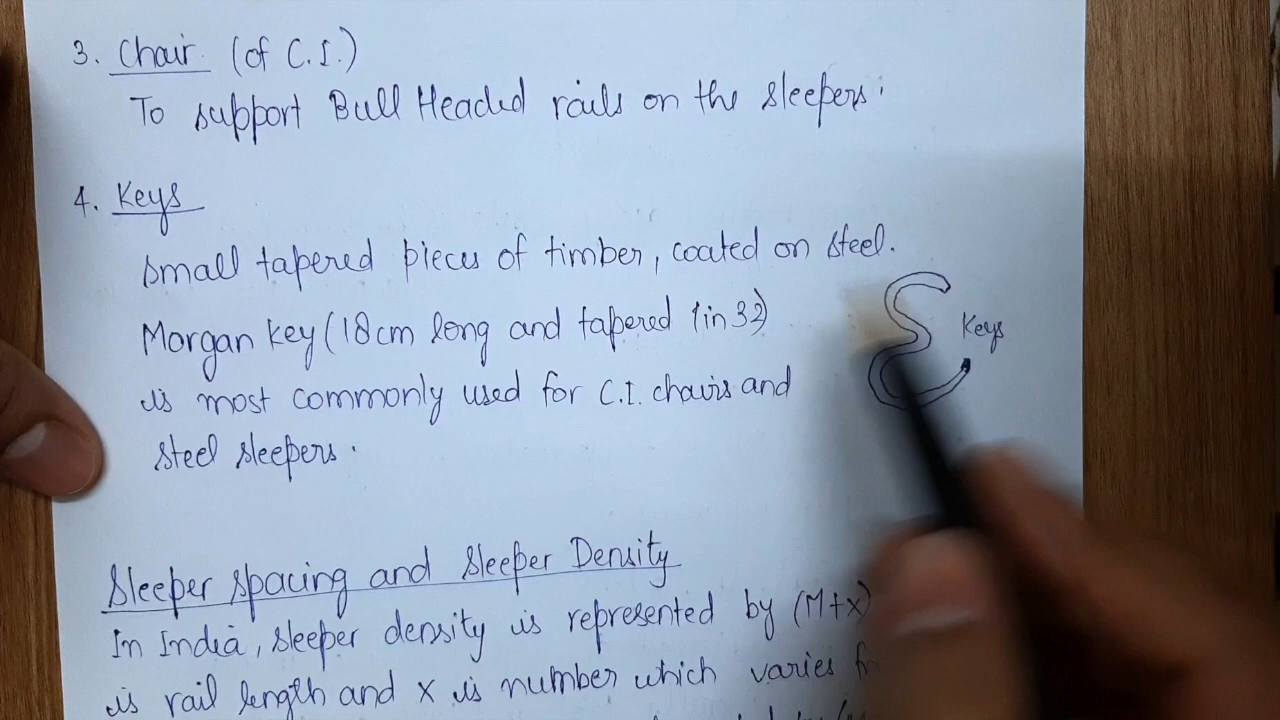 3. Chair (of C.I.)
To support Bull Headed rails on the sleepers.
4. Keys
Small tapered pieces of timber, coated on steel.
Morgan key (18cm long and tapered 1 in 32)
is most commonly used for C.I. chairs and
steel sleepers.
Keys
Sleeper spacing and Sleeper Density
In India, sleeper density is represented by (M+x)
is rail length and x is number which varies